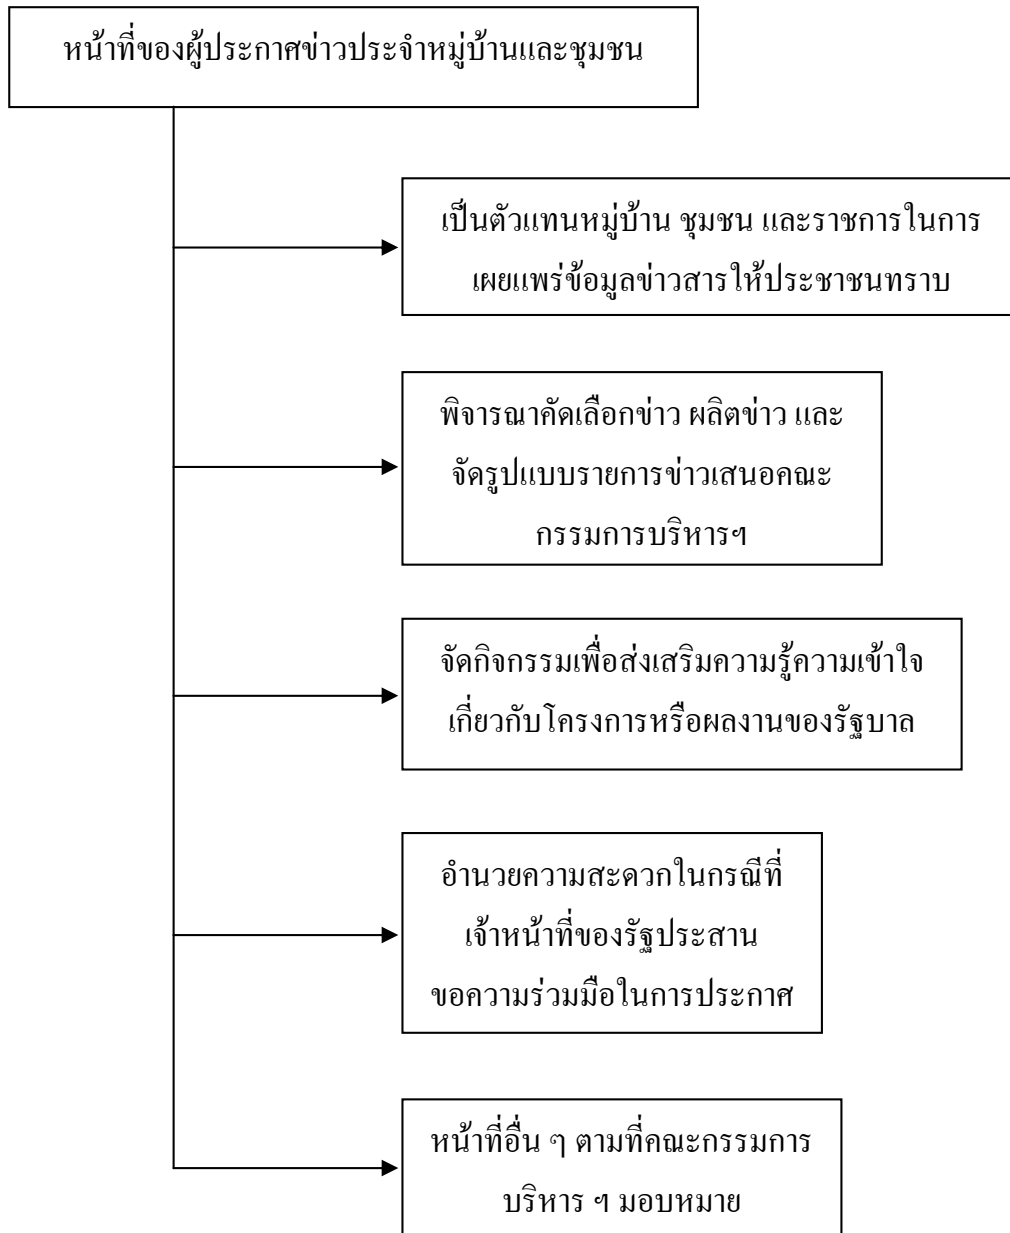 หน้าที่ของผู้ประกาศข่าวประจำหมู่บ้านและชุมชน
เป็นตัวแทนหมู่บ้าน ชุมชน และราชการในการ
เผยแพร่ข้อมูลข่าวสารให้ประชาชนทราบ
พิจารณาคัดเลือกข่าว ผลิตข่าว และ
จัดรูปแบบรายการข่าวเสนอคณะ
กรรมการบริหารฯ
จัดกิจกรรมเพื่อส่งเสริมความรู้ความเข้าใจ
เกี่ยวกับโครงการหรือผลงานของรัฐบาล
อำนวยความสะดวกในกรณีที่
เจ้าหน้าที่ของรัฐประสาน
ขอความร่วมมือในการประกาศ
หน้าที่อื่น ๆ ตามที่คณะกรรมการ
บริหาร ฯ มอบหมาย